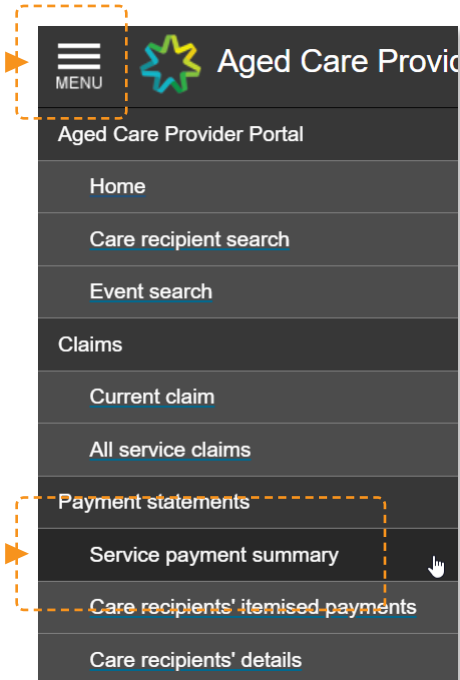 MENU
Aged Care Provid
Aged Care Provider Portal
Home
Care recipient search
Event search
Claims
Current claim
All service claims
Payment statements
Service payment summary
Care recipients' itemised payments
Care recipients' details